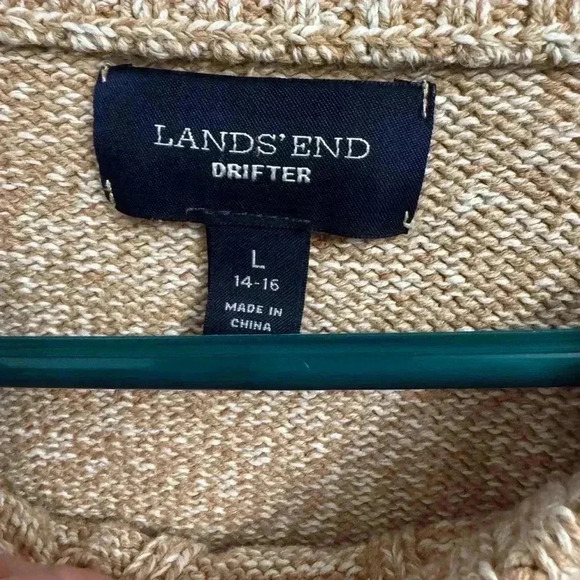 LANDS' END
DRIFTER
L
14-16
MADE IN
CHINA